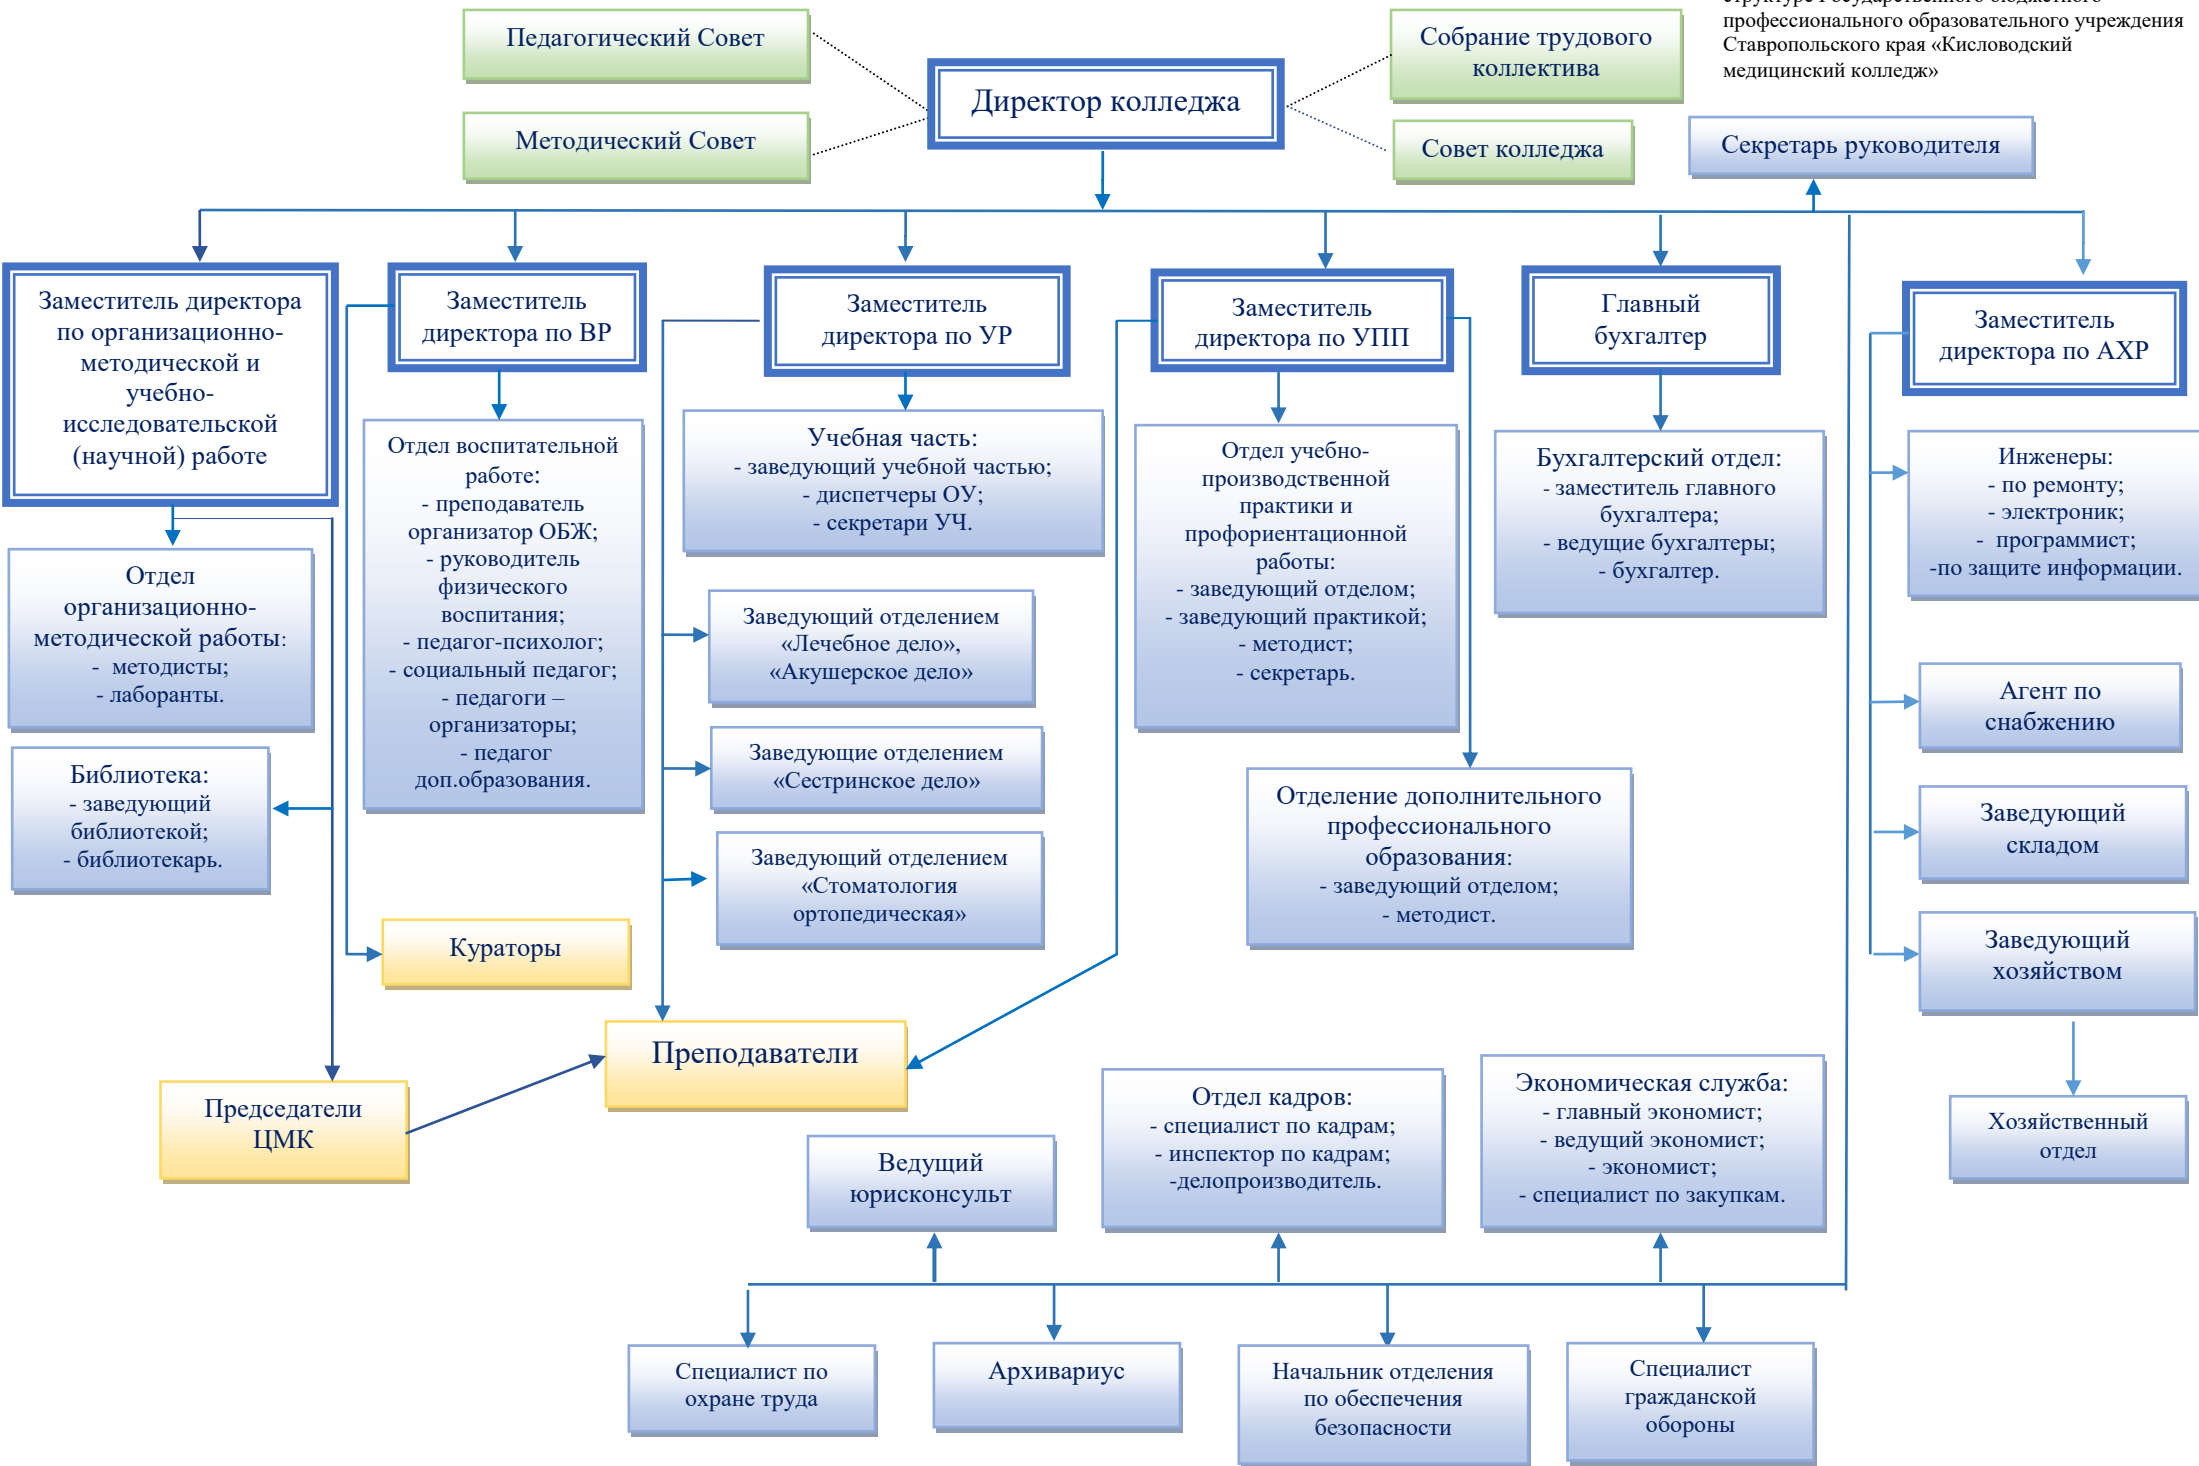 структуре Государственного бюджетного
профессионального образовательного учреждения
Ставропольского края «Кисловодский
медицинский колледж»
Педагогический Совет
Методический Совет
Директор колледжа
Собрание трудового
коллектива
Совет колледжа
Секретарь руководителя
Заместитель директора
по организационно-
методической и
учебно-
исследовательской
(научной) работе
Заместитель
директора по ВР
Заместитель
директора по УР
Заместитель
директора по УПП
Главный
бухгалтер
Заместитель
директора по АХР
Отдел
организационно-
методической работы:
- методисты;
- лаборанты.
Библиотека:
- заведующий
библиотекой;
- библиотекарь.
Отдел воспитательной
работе:
- преподаватель
организатор ОБЖ;
- руководитель
физического
воспитания;
- педагог-психолог;
- социальный педагог;
- педагоги –
организаторы;
- педагог
доп.образования.
Кураторы
Учебная часть:
- заведующий учебной частью;
- диспетчеры ОУ;
- секретари УЧ.
Заведующий отделением
«Лечебное дело»,
«Акушерское дело»
Заведующие отделением
«Сестринское дело»
Заведующий отделением
«Стоматология
ортопедическая»
Отдел учебно-
производственной
практики и
профориентационной
работы:
- заведующий отделом;
- заведующий практикой;
- методист;
- секретарь.
Отделение дополнительного
профессионального
образования:
- заведующий отделом;
- методист.
Бухгалтерский отдел:
- заместитель главного
бухгалтера;
- ведущие бухгалтеры;
- бухгалтер.
Инженеры:
- по ремонту;
- электроник;
- программист;
-по защите информации.
Агент по
снабжению
Заведующий
складом
Заведующий
хозяйством
Хозяйственный
отдел
Преподаватели
Председатели
ЦМК
Ведущий
юрисконсульт
Отдел кадров:
- специалист по кадрам;
- инспектор по кадрам;
-делопроизводитель.
Экономическая служба:
- главный экономист;
- ведущий экономист;
- экономист;
- специалист по закупкам.
Специалист по
охране труда
Архивариус
Начальник отделения
по обеспечения
безопасности
Специалист
гражданской
обороны